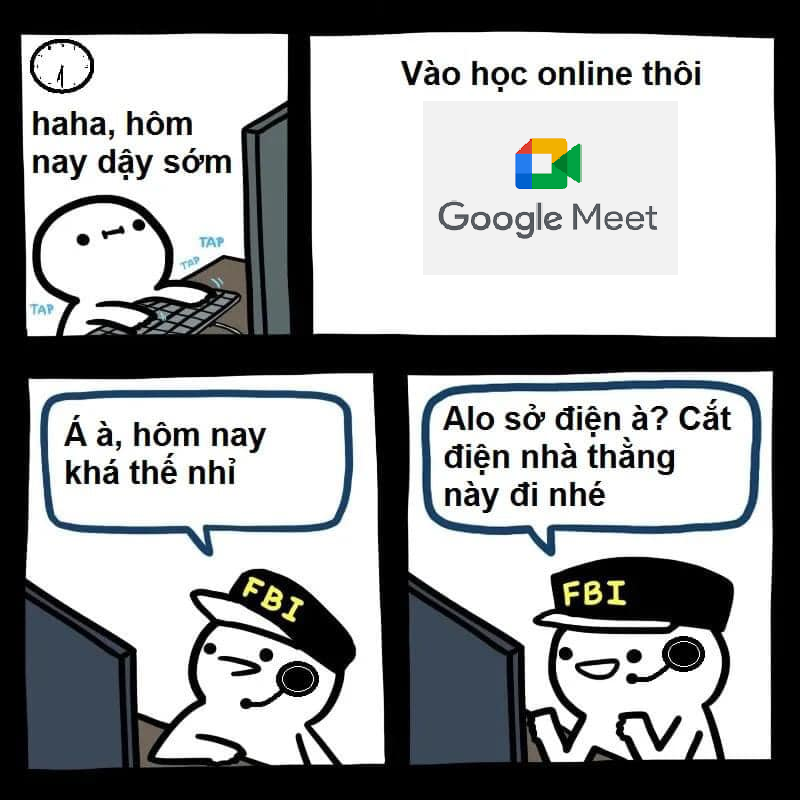 haha, hôm
nay dậy sớm
TAP
TAP
TAP
Vào học online thôi
Google Meet
Á à, hôm nay
khá thế nhỉ
FBI
Alo sở điện à? Cắt
điện nhà thằng
này đi nhé
FBI